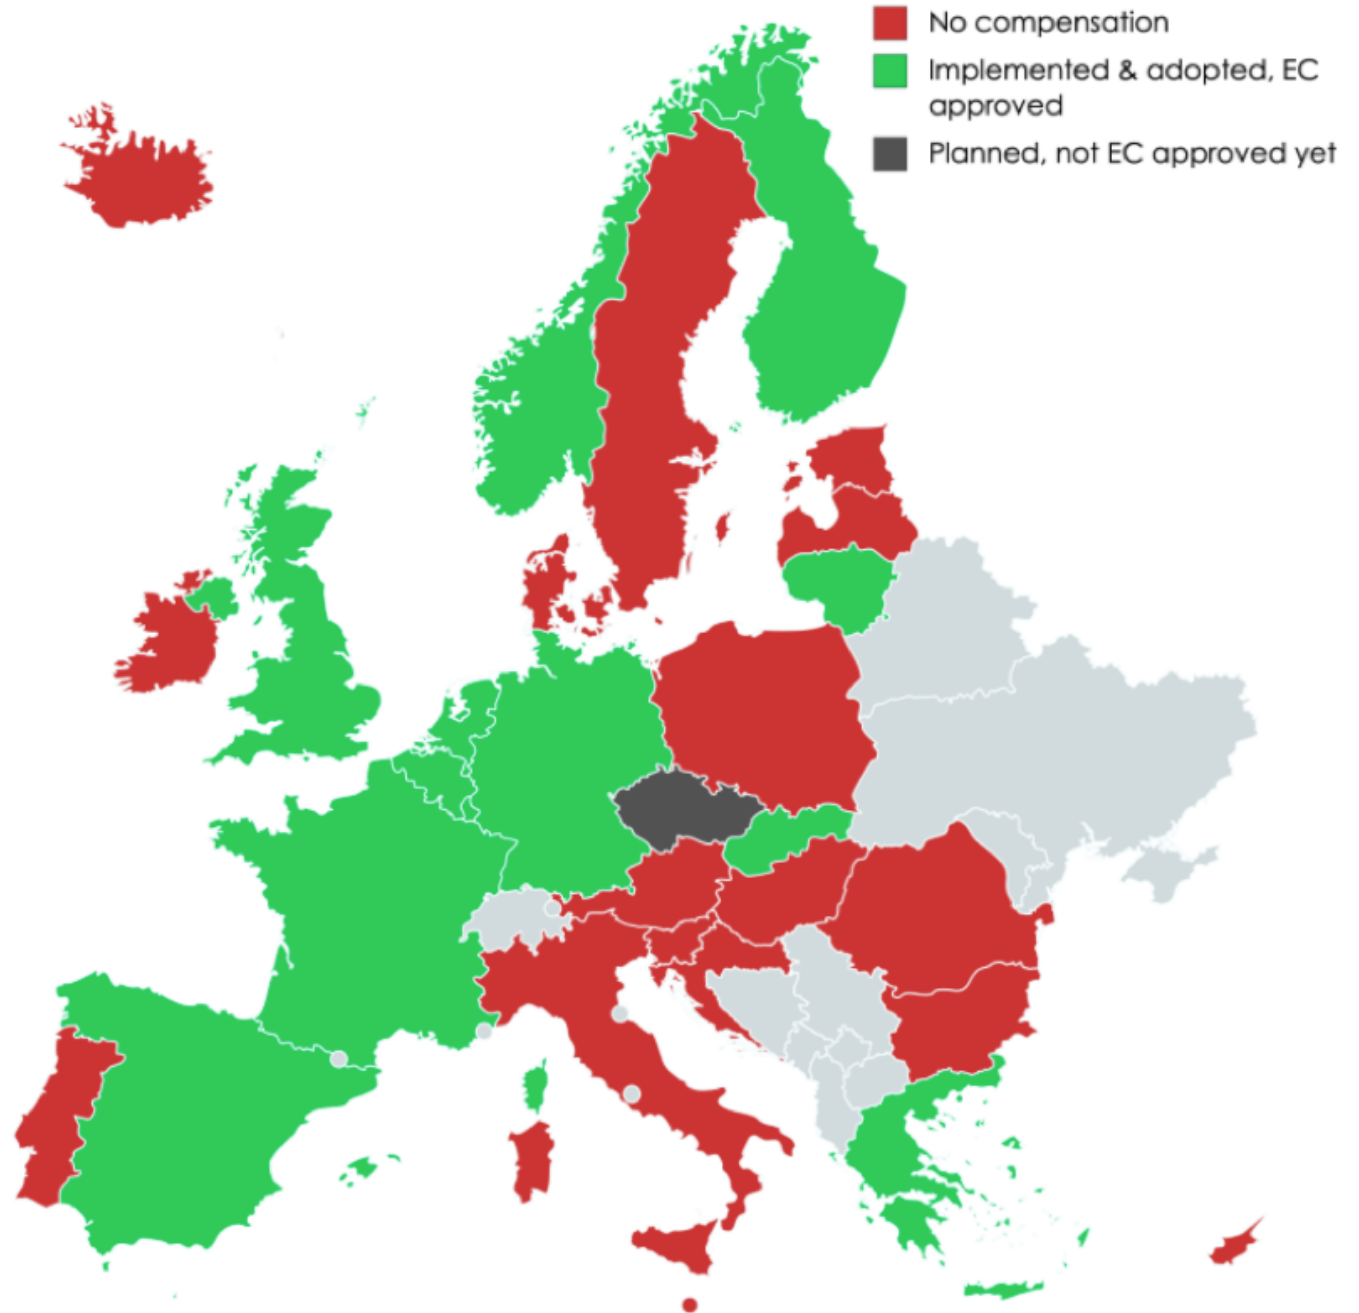 No compensation
Implemented & adopted, EC
approved
Planned, not EC approved yet